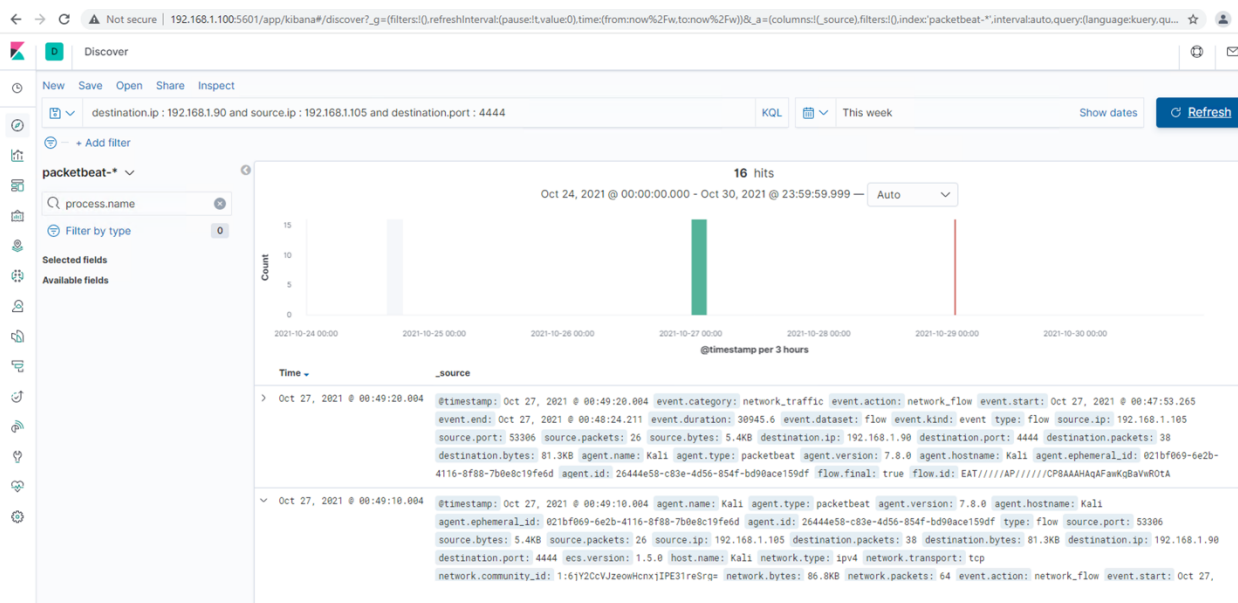 Not secure | 192.168.1.100:5601/app/kibana#/discover?_g=(filters:!(),refreshInterval:(pause:!t,value:0),time:(from:now%2Fw,to:now%2Fw))&_a=(columns:!(_source),filters:!(),index:'packetbeat-*',interval:auto,query:(language:kuery,qu...
D Discover
New Save Open Share Inspect
destination.ip : 192.168.1.90 and source.ip : 192.168.1.105 and destination.port : 4444 KQL This week Show dates Refresh
+ Add filter
packetbeat-*
16 hits
Oct 24, 2021 @ 00:00:00.000 - Oct 30, 2021 @ 23:59:59.999 — Auto
process.name
Filter by type 0
Selected fields
Available fields
Count
15
10
5
0
2021-10-24 00:00 2021-10-25 00:00 2021-10-26 00:00 2021-10-27 00:00 2021-10-28 00:00 2021-10-29 00:00 2021-10-30 00:00
@timestamp per 3 hours
Time _source
Oct 27, 2021 @ 00:49:20.004 @timestamp: Oct 27, 2021 @ 00:49:20.004 event.category: network_traffic event.action: network_flow event.start: Oct 27, 2021 @ 00:47:53.265
event.end: Oct 27, 2021 @ 00:48:24.211 event.duration: 30945.6 event.dataset: flow event.kind: event type: flow source.ip: 192.168.1.105
source.port: 53306 source.packets: 26 source.bytes: 5.4KB destination.ip: 192.168.1.90 destination.port: 4444 destination.packets: 38
destination.bytes: 81.3KB agent.name: Kali agent.type: packetbeat agent.version: 7.8.0 agent.hostname: Kali agent.ephemeral_id: 021bf069-6e2b-
4116-8f88-7b0e8c19fe6d agent.id: 26444e58-c83e-4d56-854f-bd90ace159df flow.final: true flow.id: EAT/////AP//////CP8AAAHAqAFawKgBaVwROtA
Oct 27, 2021 @ 00:49:10.004 @timestamp: Oct 27, 2021 @ 00:49:10.004 agent.name: Kali agent.type: packetbeat agent.version: 7.8.0 agent.hostname: Kali
agent.ephemeral_id: 021bf069-6e2b-4116-8f88-7b0e8c19fe6d agent.id: 26444e58-c83e-4d56-854f-bd90ace159df type: flow source.port: 53306
source.bytes: 5.4KB source.packets: 26 source.ip: 192.168.1.105 destination.packets: 38 destination.bytes: 81.3KB destination.ip: 192.168.1.90
destination.port: 4444 ecs.version: 1.5.0 host.name: Kali network.type: ipv4 network.transport: tcp
network.community_id: 1:6jY2CcVJzeowHcnxjIPE31reSrg= network.bytes: 86.8KB network.packets: 64 event.action: network_flow event.start: Oct 27,